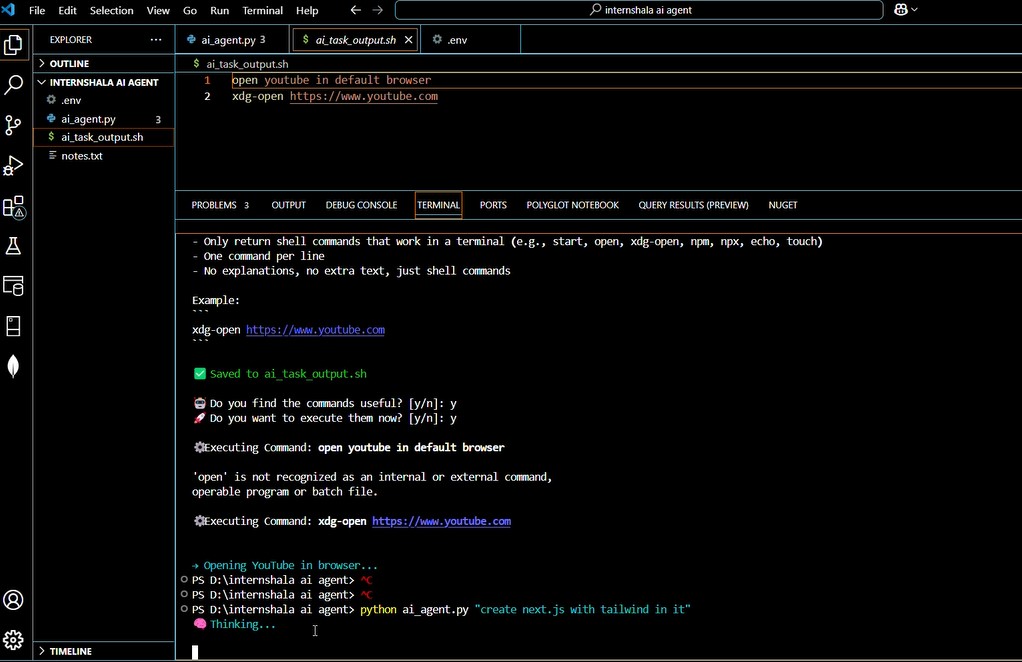 File Edit Selection View Go Run Terminal Help
internshala ai agent
EXPLORER
OUTLINE
INTERNSHALA AI AGENT
.env
ai_agent.py 3
ai_task_output.sh
notes.txt
TIMELINE
ai_agent.py 3
ai_task_output.sh
.env
$ ai_task_output.sh
1 open youtube in default browser
2 xdg-open https://www.youtube.com
PROBLEMS 3 OUTPUT DEBUG CONSOLE TERMINAL PORTS POLYGLOT NOTEBOOK QUERY RESULTS (PREVIEW) NUGET
- Only return shell commands that work in a terminal (e.g., start, open, xdg-open, npm, npx, echo, touch)
- One command per line
- No explanations, no extra text, just shell commands
Example:
```
xdg-open https://www.youtube.com
```
✅ Saved to ai_task_output.sh
🤖 Do you find the commands useful? [y/n]: y
🚀 Do you want to execute them now? [y/n]: y
⚙Executing Command: open youtube in default browser
'open' is not recognized as an internal or external command,
operable program or batch file.
⚙Executing Command: xdg-open https://www.youtube.com
→ Opening YouTube in browser...
PS D:\internshala ai agent> ^C
PS D:\internshala ai agent> ^C
PS D:\internshala ai agent> python ai_agent.py "create next.js with tailwind in it"
🧠 Thinking...